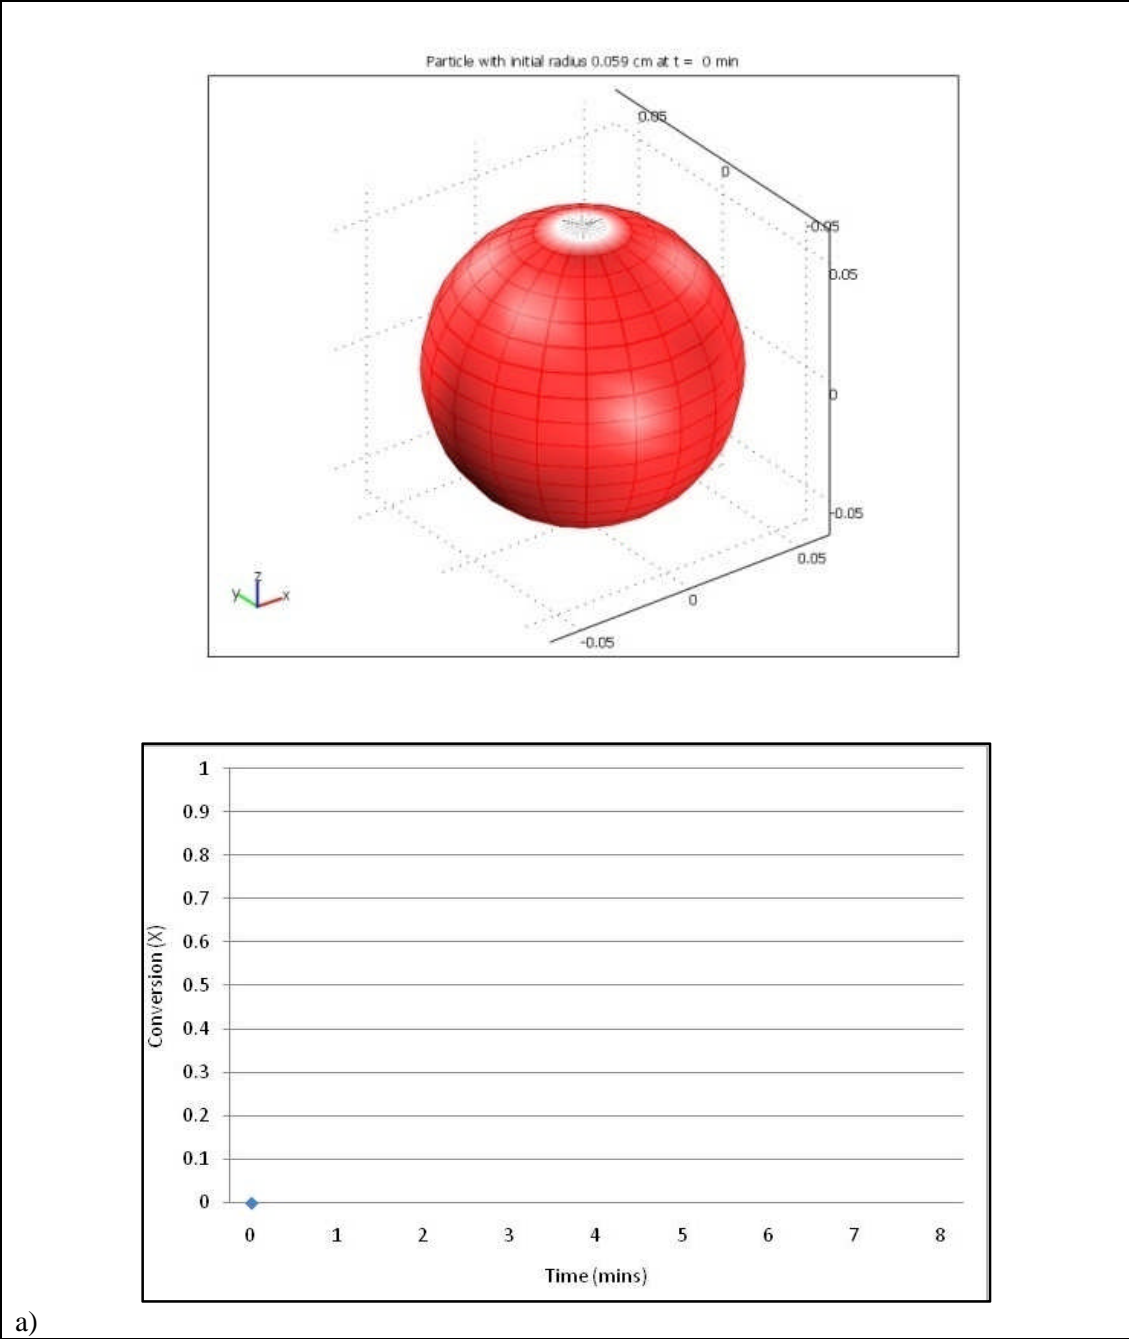 Particle with initial radius 0.059 cm at t = 0 min
0.05
0
-0.05
0.05
0
-0.05
0.05
0
-0.05
z
y
x
1
0.9
0.8
0.7
0.6
0.5
0.4
0.3
0.2
0.1
0
Conversion (X)
0 1 2 3 4 5 6 7 8
Time (mins)
a)